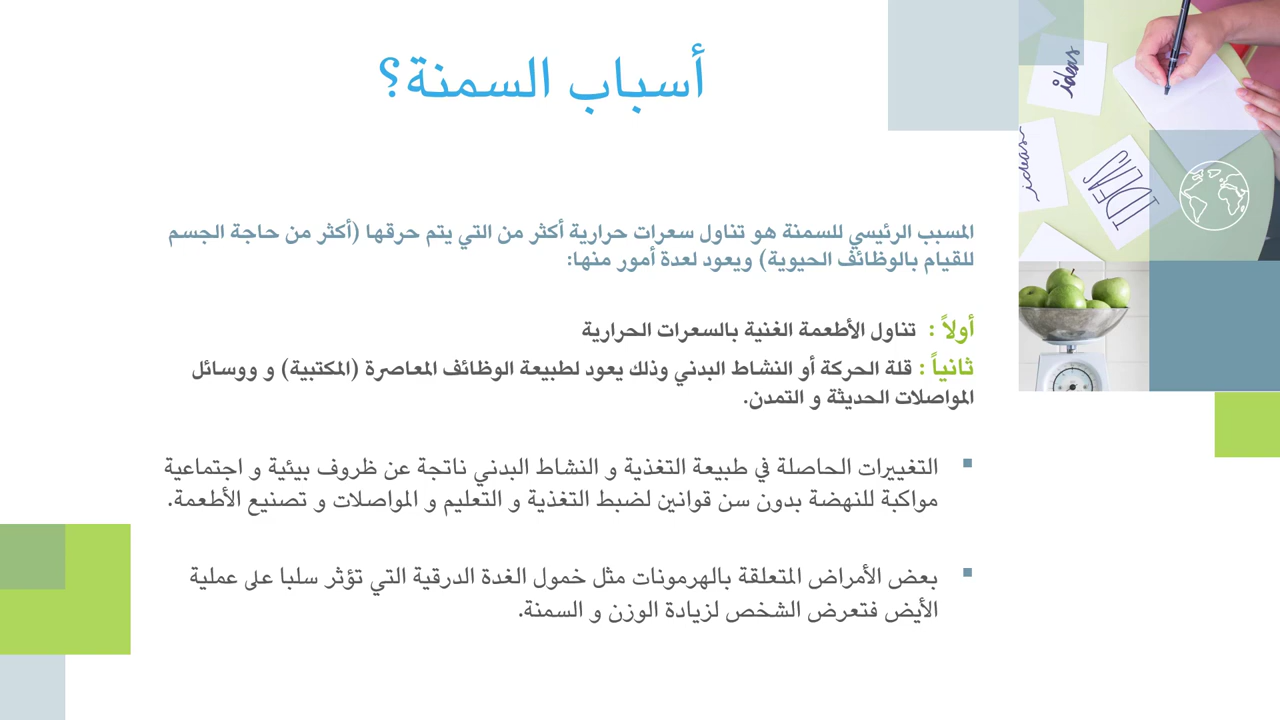 أسباب السمنة؟
المسبب الرئيسي للسمنة هو تناول سعرات حرارية أكثر من التي يتم حرقها (أكثر من حاجة الجسم
للقيام بالوظائف الحيوية) ويعود لعدة أمور منها:
أولاً : تناول الأطعمة الغنية بالسعرات الحرارية
ثانياً : قلة الحركة أو النشاط البدني وذلك يعود لطبيعة الوظائف المعاصرة (المكتبية) و ووسائل
المواصلات الحديثة و التمدن.
▪ التغييرات الحاصلة في طبيعة التغذية و النشاط البدني ناتجة عن ظروف بيئية و اجتماعية
مواكبة للنهضة بدون سن قوانين لضبط التغذية و التعليم و المواصلات و تصنيع الأطعمة.
▪ بعض الأمراض المتعلقة بالهرمونات مثل خمول الغدة الدرقية التي تؤثر سلبا على عملية
الأيض فتعرض الشخص لزيادة الوزن و السمنة.
ideas
ideas
IDEAS